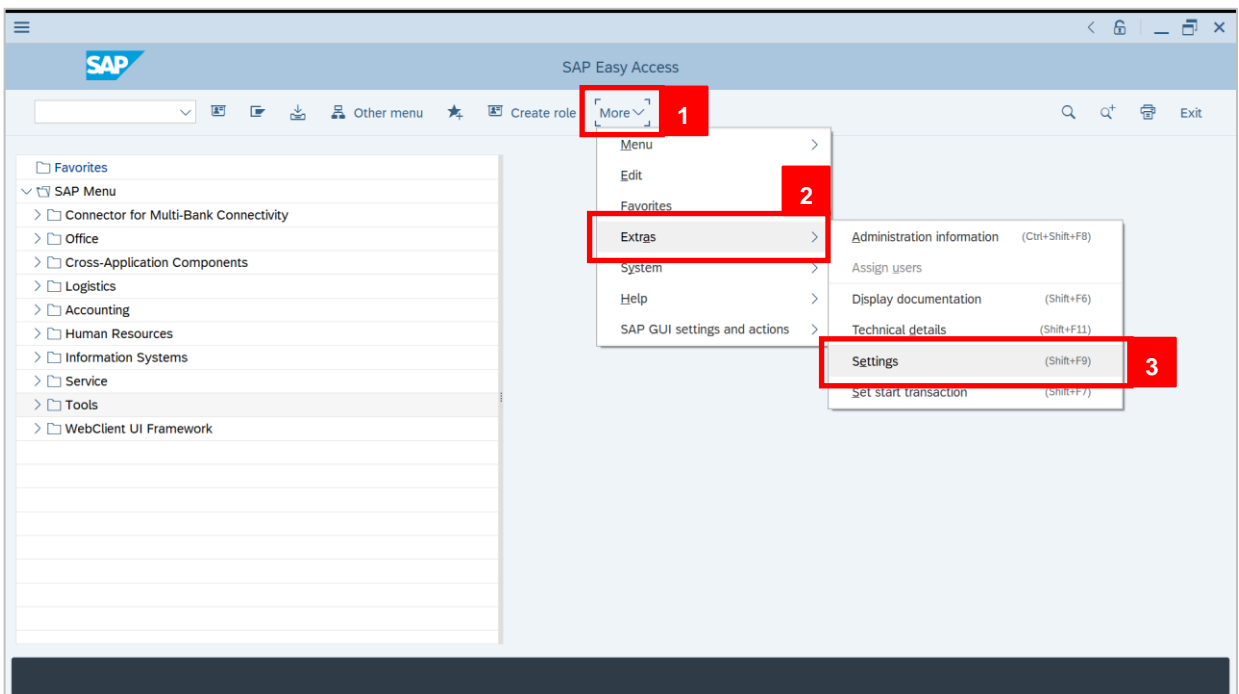 SAP
SAP Easy Access
Other menu
Create role
More
1
Exit
Favorites
SAP Menu
Connector for Multi-Bank Connectivity
Office
Cross-Application Components
Logistics
Accounting
Human Resources
Information Systems
Service
Tools
WebClient UI Framework
Menu
Edit
2
Favorites
Extras
System
Help
SAP GUI settings and actions
Administration information (Ctrl+Shift+F8)
Assign users
Display documentation (Shift+F6)
Technical details (Shift+F11)
Settings (Shift+F9)
3
Set start transaction (Shift+F7)